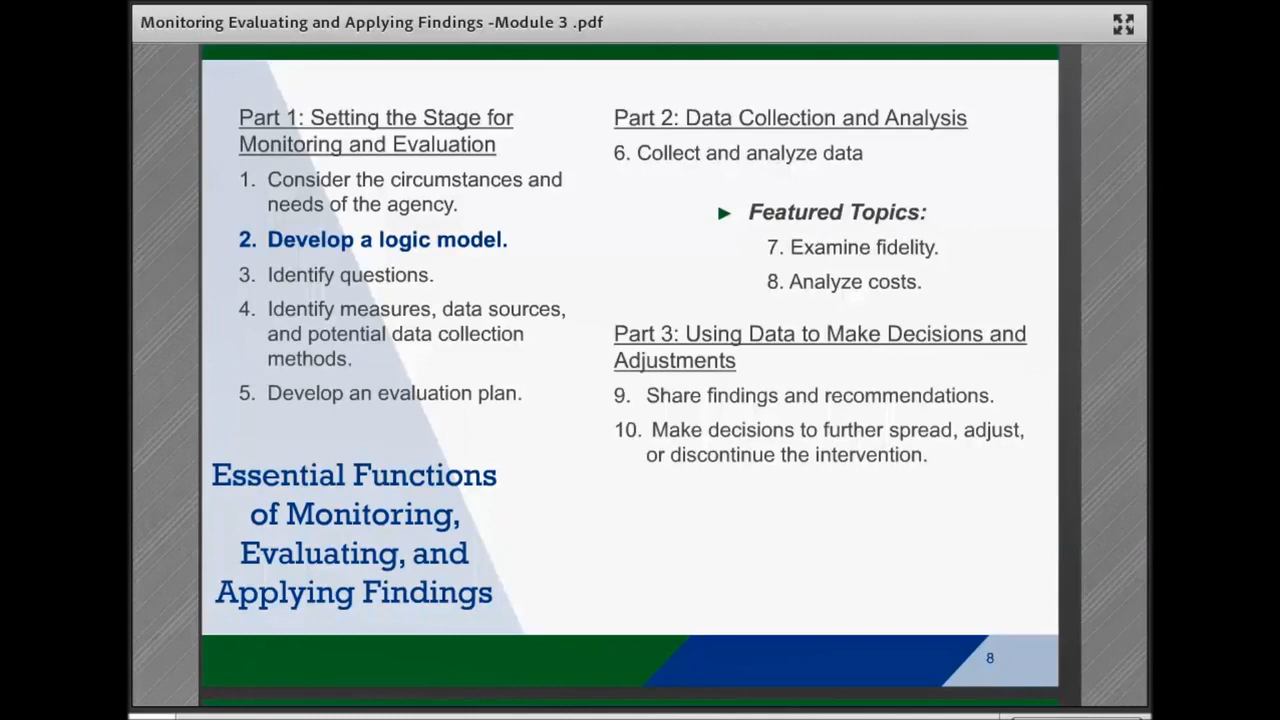 Monitoring Evaluating and Applying Findings -Module 3 .pdf
Part 1: Setting the Stage for
Monitoring and Evaluation
1. Consider the circumstances and
needs of the agency.
2. Develop a logic model.
3. Identify questions.
4. Identify measures, data sources,
and potential data collection
methods.
5. Develop an evaluation plan.
Essential Functions
of Monitoring,
Evaluating, and
Applying Findings
Part 2: Data Collection and Analysis
6. Collect and analyze data
Featured Topics:
7. Examine fidelity.
8. Analyze costs.
Part 3: Using Data to Make Decisions and
Adjustments
9. Share findings and recommendations.
10. Make decisions to further spread, adjust,
or discontinue the intervention.
8